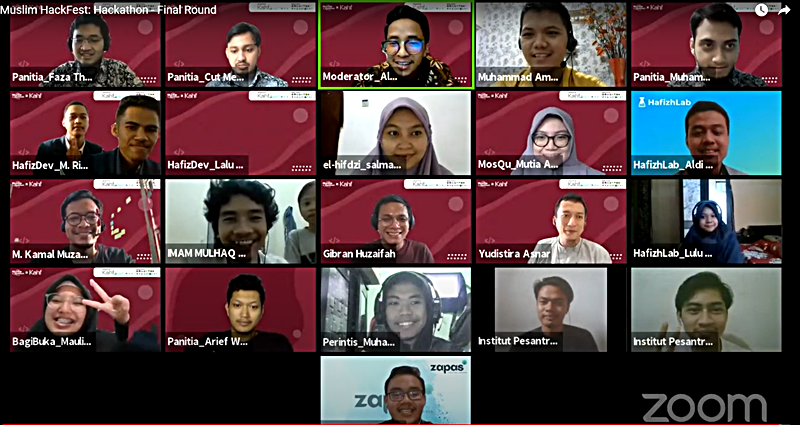 Muslim HackFest: Hackathon - Final Round
Panitia_Faza Th...
Panitia_Cut Me...
Moderator_Al...
Muhammad Am...
Panitia_Muham...
HafizDev_M. Ri...
HafizDev_Lalu ...
el-hifdzi_salma...
MosQu_Mutia A...
HafizhLab
HafizhLab_Aldi ...
M. Kamal Muza...
IMAM MULHAQ ...
Gibran Huzaifah
Yudistira Asnar
HafizhLab_Lulu ...
BagiBuka_Mauli...
Panitia_Arief W...
Perintis_Muha...
Institut Pesantr...
Institut Pesantr...
zapas
zoom